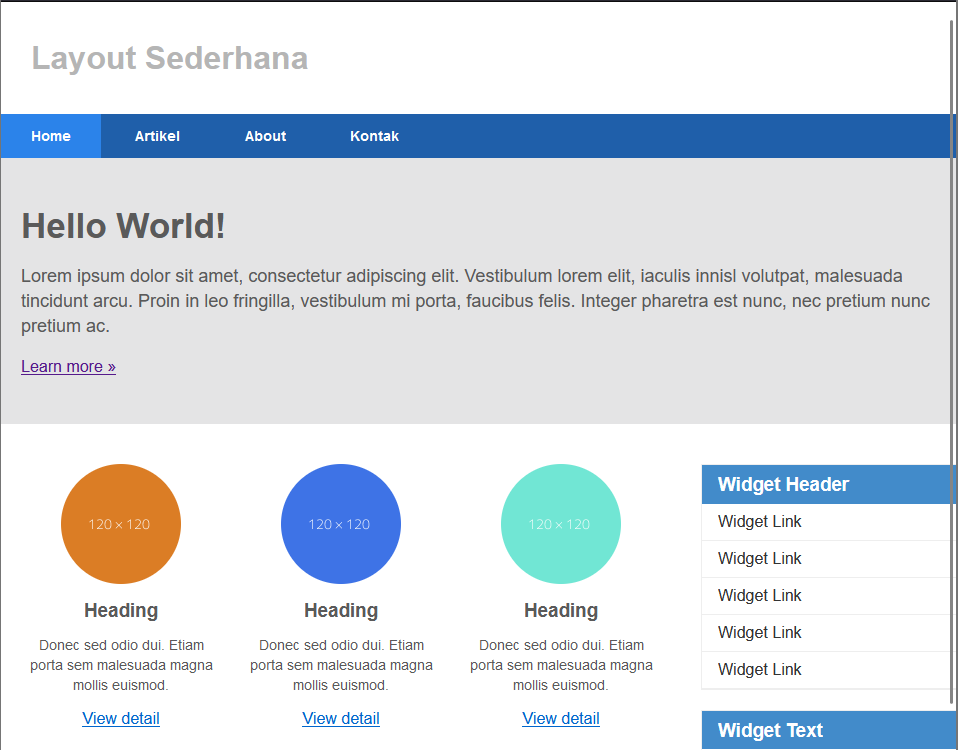 Layout Sederhana
Home Artikel About Kontak
Hello World!
Lorem ipsum dolor sit amet, consectetur adipiscing elit. Vestibulum lorem elit, iaculis innisl volutpat, malesuada
tincidunt arcu. Proin in leo fringilla, vestibulum mi porta, faucibus felis. Integer pharetra est nunc, nec pretium nunc
pretium ac.
Learn more »
120 × 120
Heading
Donec sed odio dui. Etiam
porta sem malesuada magna
mollis euismod.
View detail
120 × 120
Heading
Donec sed odio dui. Etiam
porta sem malesuada magna
mollis euismod.
View detail
120 × 120
Heading
Donec sed odio dui. Etiam
porta sem malesuada magna
mollis euismod.
View detail
Widget Header
Widget Link
Widget Link
Widget Link
Widget Link
Widget Link
Widget Text